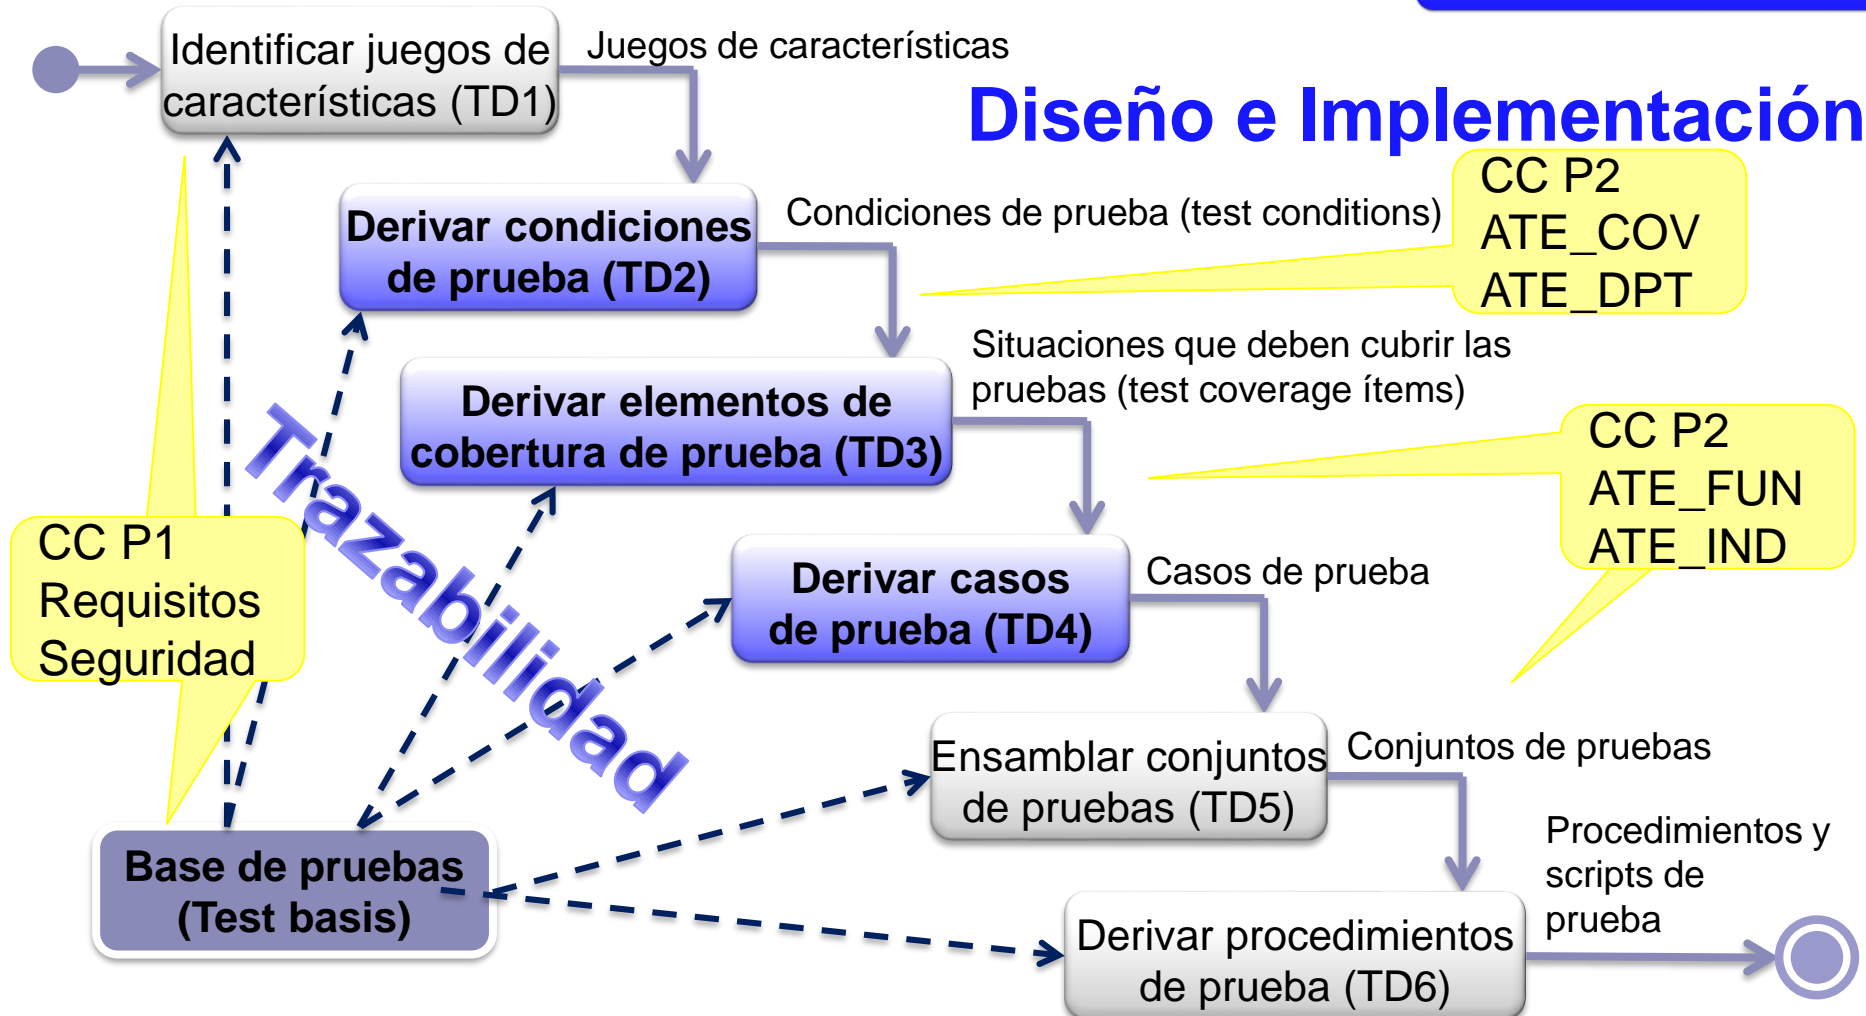 Identificar juegos de
características (TD1)
Juegos de características
Diseño e Implementación
Derivar condiciones
de prueba (TD2)
Condiciones de prueba (test conditions)
CC P2
ATE_COV
ATE_DPT
Derivar elementos de
cobertura de prueba (TD3)
Situaciones que deben cubrir las
pruebas (test coverage ítems)
CC P2
ATE_FUN
ATE_IND
Trazabilidad
CC P1
Requisitos
Seguridad
Derivar casos
de prueba (TD4)
Casos de prueba
Ensamblar conjuntos
de pruebas (TD5)
Conjuntos de pruebas
Base de pruebas
(Test basis)
Derivar procedimientos
de prueba (TD6)
Procedimientos y
scripts de
prueba